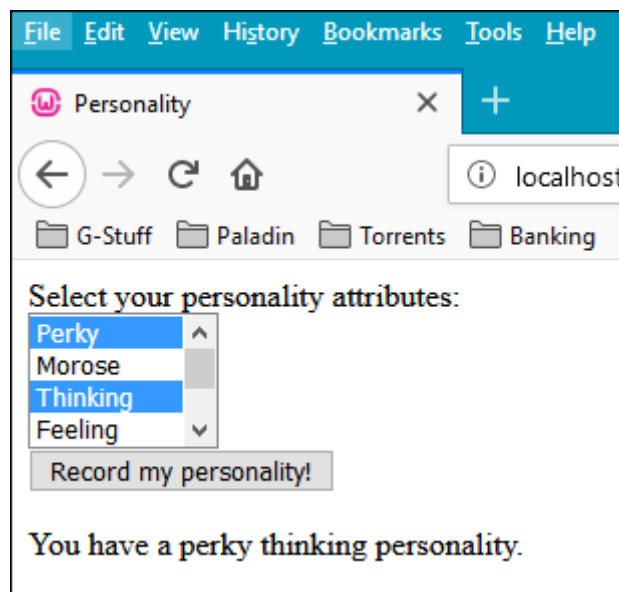 File Edit View History Bookmarks Tools Help
Personality
localhost
G-Stuff Paladin Torrents Banking
Select your personality attributes:
Perky
Morose
Thinking
Feeling
Record my personality!
You have a perky thinking personality.